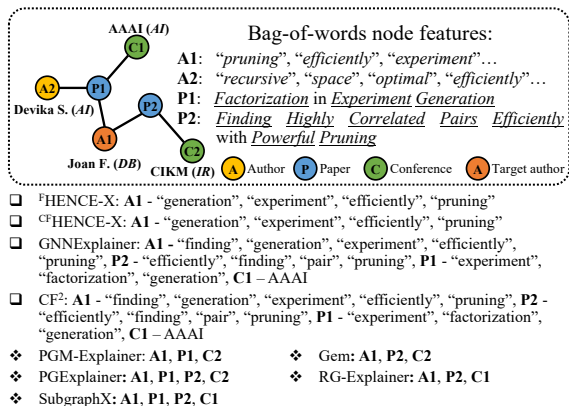 AAAI (AI)
C1
A2
P1
P2
Devika S. (AI)
A1
C2
Joan F. (DB)
CIKM (IR)
Bag-of-words node features:
A1: “pruning”, “efficiently”, “experiment”…
A2: “recursive”, “space”, “optimal”, “efficiently”…
P1: Factorization in Experiment Generation
P2: Finding Highly Correlated Pairs Efficiently
with Powerful Pruning
A Author P Paper C Conference A Target author
❑ FHENCE-X: A1 - “generation”, “experiment”, “efficiently”, “pruning”
❑ CFHENCE-X: A1 - “generation”, “experiment”, “efficiently”, “pruning”
❑ GNNExplainer: A1 - “finding”, “generation”, “experiment”, “efficiently”,
“pruning”, P2 - “efficiently”, “finding”, “pair”, “pruning”, P1 - “experiment”,
“factorization”, “generation”, C1 – AAAI
❑ CF²: A1 - “finding”, “generation”, “experiment”, “efficiently”, “pruning”, P2 -
“efficiently”, “finding”, “pair”, “pruning”, P1 - “experiment”, “factorization”,
“generation”, C1 – AAAI
❖ PGM-Explainer: A1, P1, C2
❖ Gem: A1, P2, C2
❖ PGExplainer: A1, P1, P2, C2
❖ RG-Explainer: A1, P2, C1
❖ SubgraphX: A1, P1, P2, C1